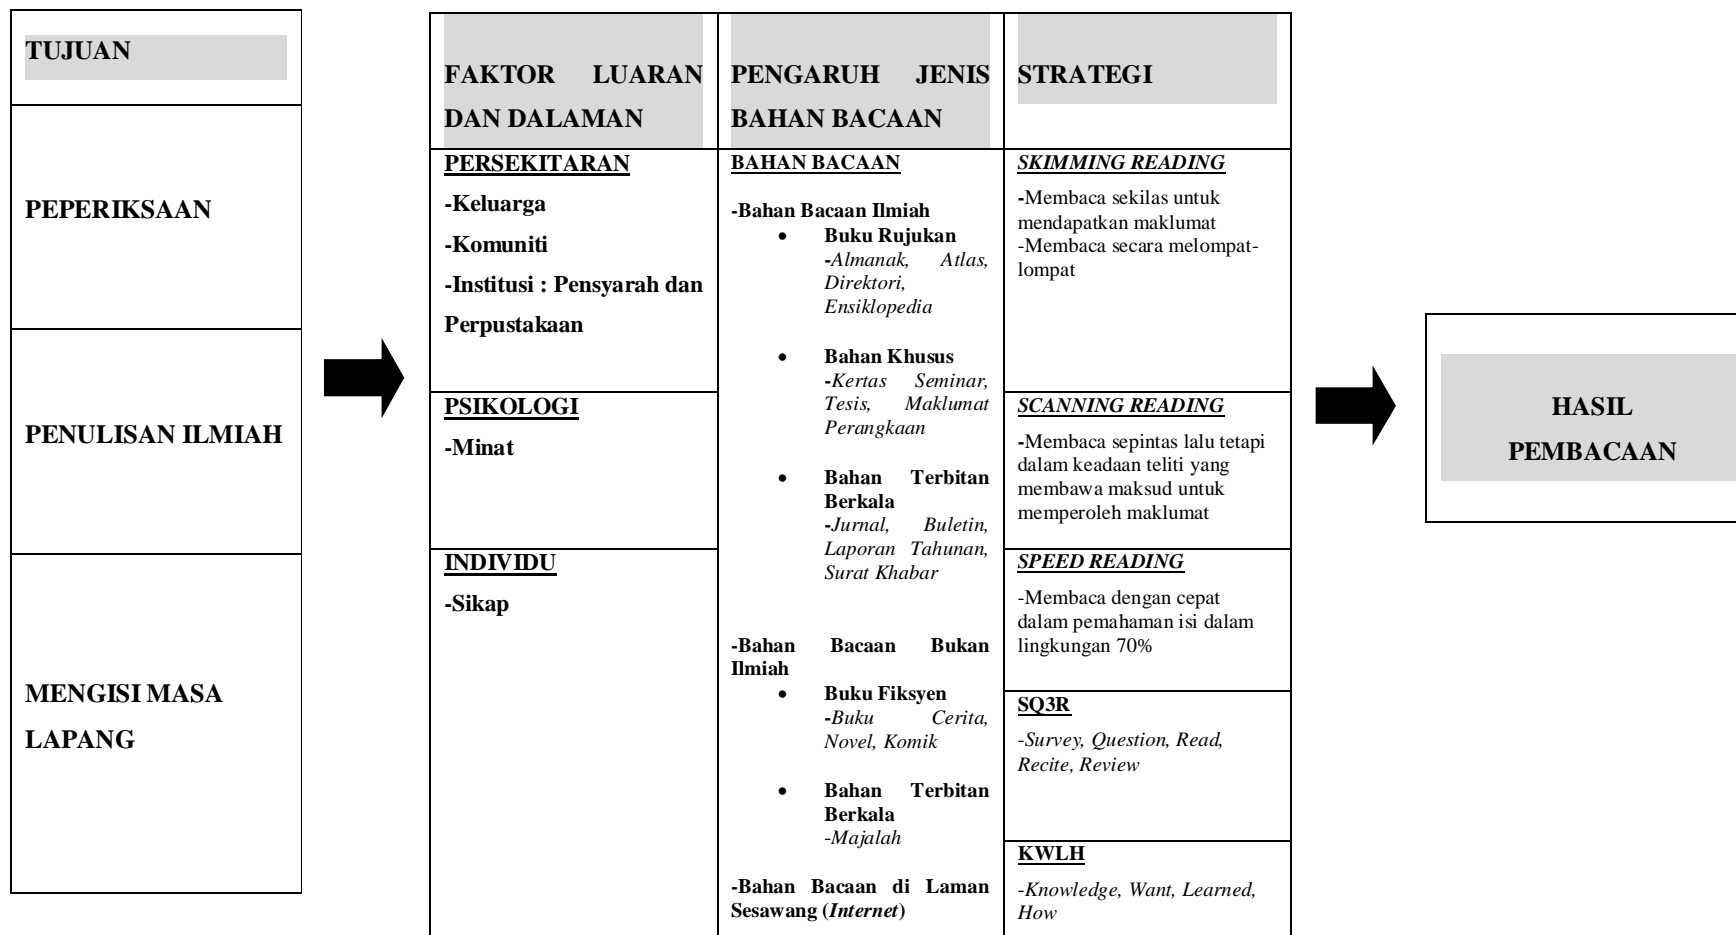 TUJUAN
PEPERIKSAAN
PENULISAN ILMIAH
MENGISI MASA
LAPANG
FAKTOR LUARAN
DAN DALAMAN
PERSEKITARAN
-Keluarga
-Komuniti
-Institusi : Pensyarah dan
Perpustakaan
PSIKOLOGI
-Minat
INDIVIDU
-Sikap
PENGARUH JENIS
BAHAN BACAAN
BAHAN BACAAN
-Bahan Bacaan Ilmiah
• Buku Rujukan
-Almanak, Atlas,
Direktori,
Ensiklopedia
• Bahan Khusus
-Kertas Seminar,
Tesis, Maklumat
Perangkaan
• Bahan Terbitan
Berkala
-Jurnal, Buletin,
Laporan Tahunan,
Surat Khabar
-Bahan Bacaan Bukan
Ilmiah
• Buku Fiksyen
-Buku Cerita,
Novel, Komik
• Bahan Terbitan
Berkala
-Majalah
-Bahan Bacaan di Laman
Sesawang (Internet)
STRATEGI
SKIMMING READING
-Membaca sekilas untuk
mendapatkan maklumat
-Membaca secara melompat-
lompat
SCANNING READING
-Membaca sepintas lalu tetapi
dalam keadaan teliti yang
membawa maksud untuk
memperoleh maklumat
SPEED READING
-Membaca dengan cepat
dalam pemahaman isi dalam
lingkungan 70%
SQ3R
-Survey, Question, Read,
Recite, Review
KWLH
-Knowledge, Want, Learned,
How
HASIL
PEMBACAAN